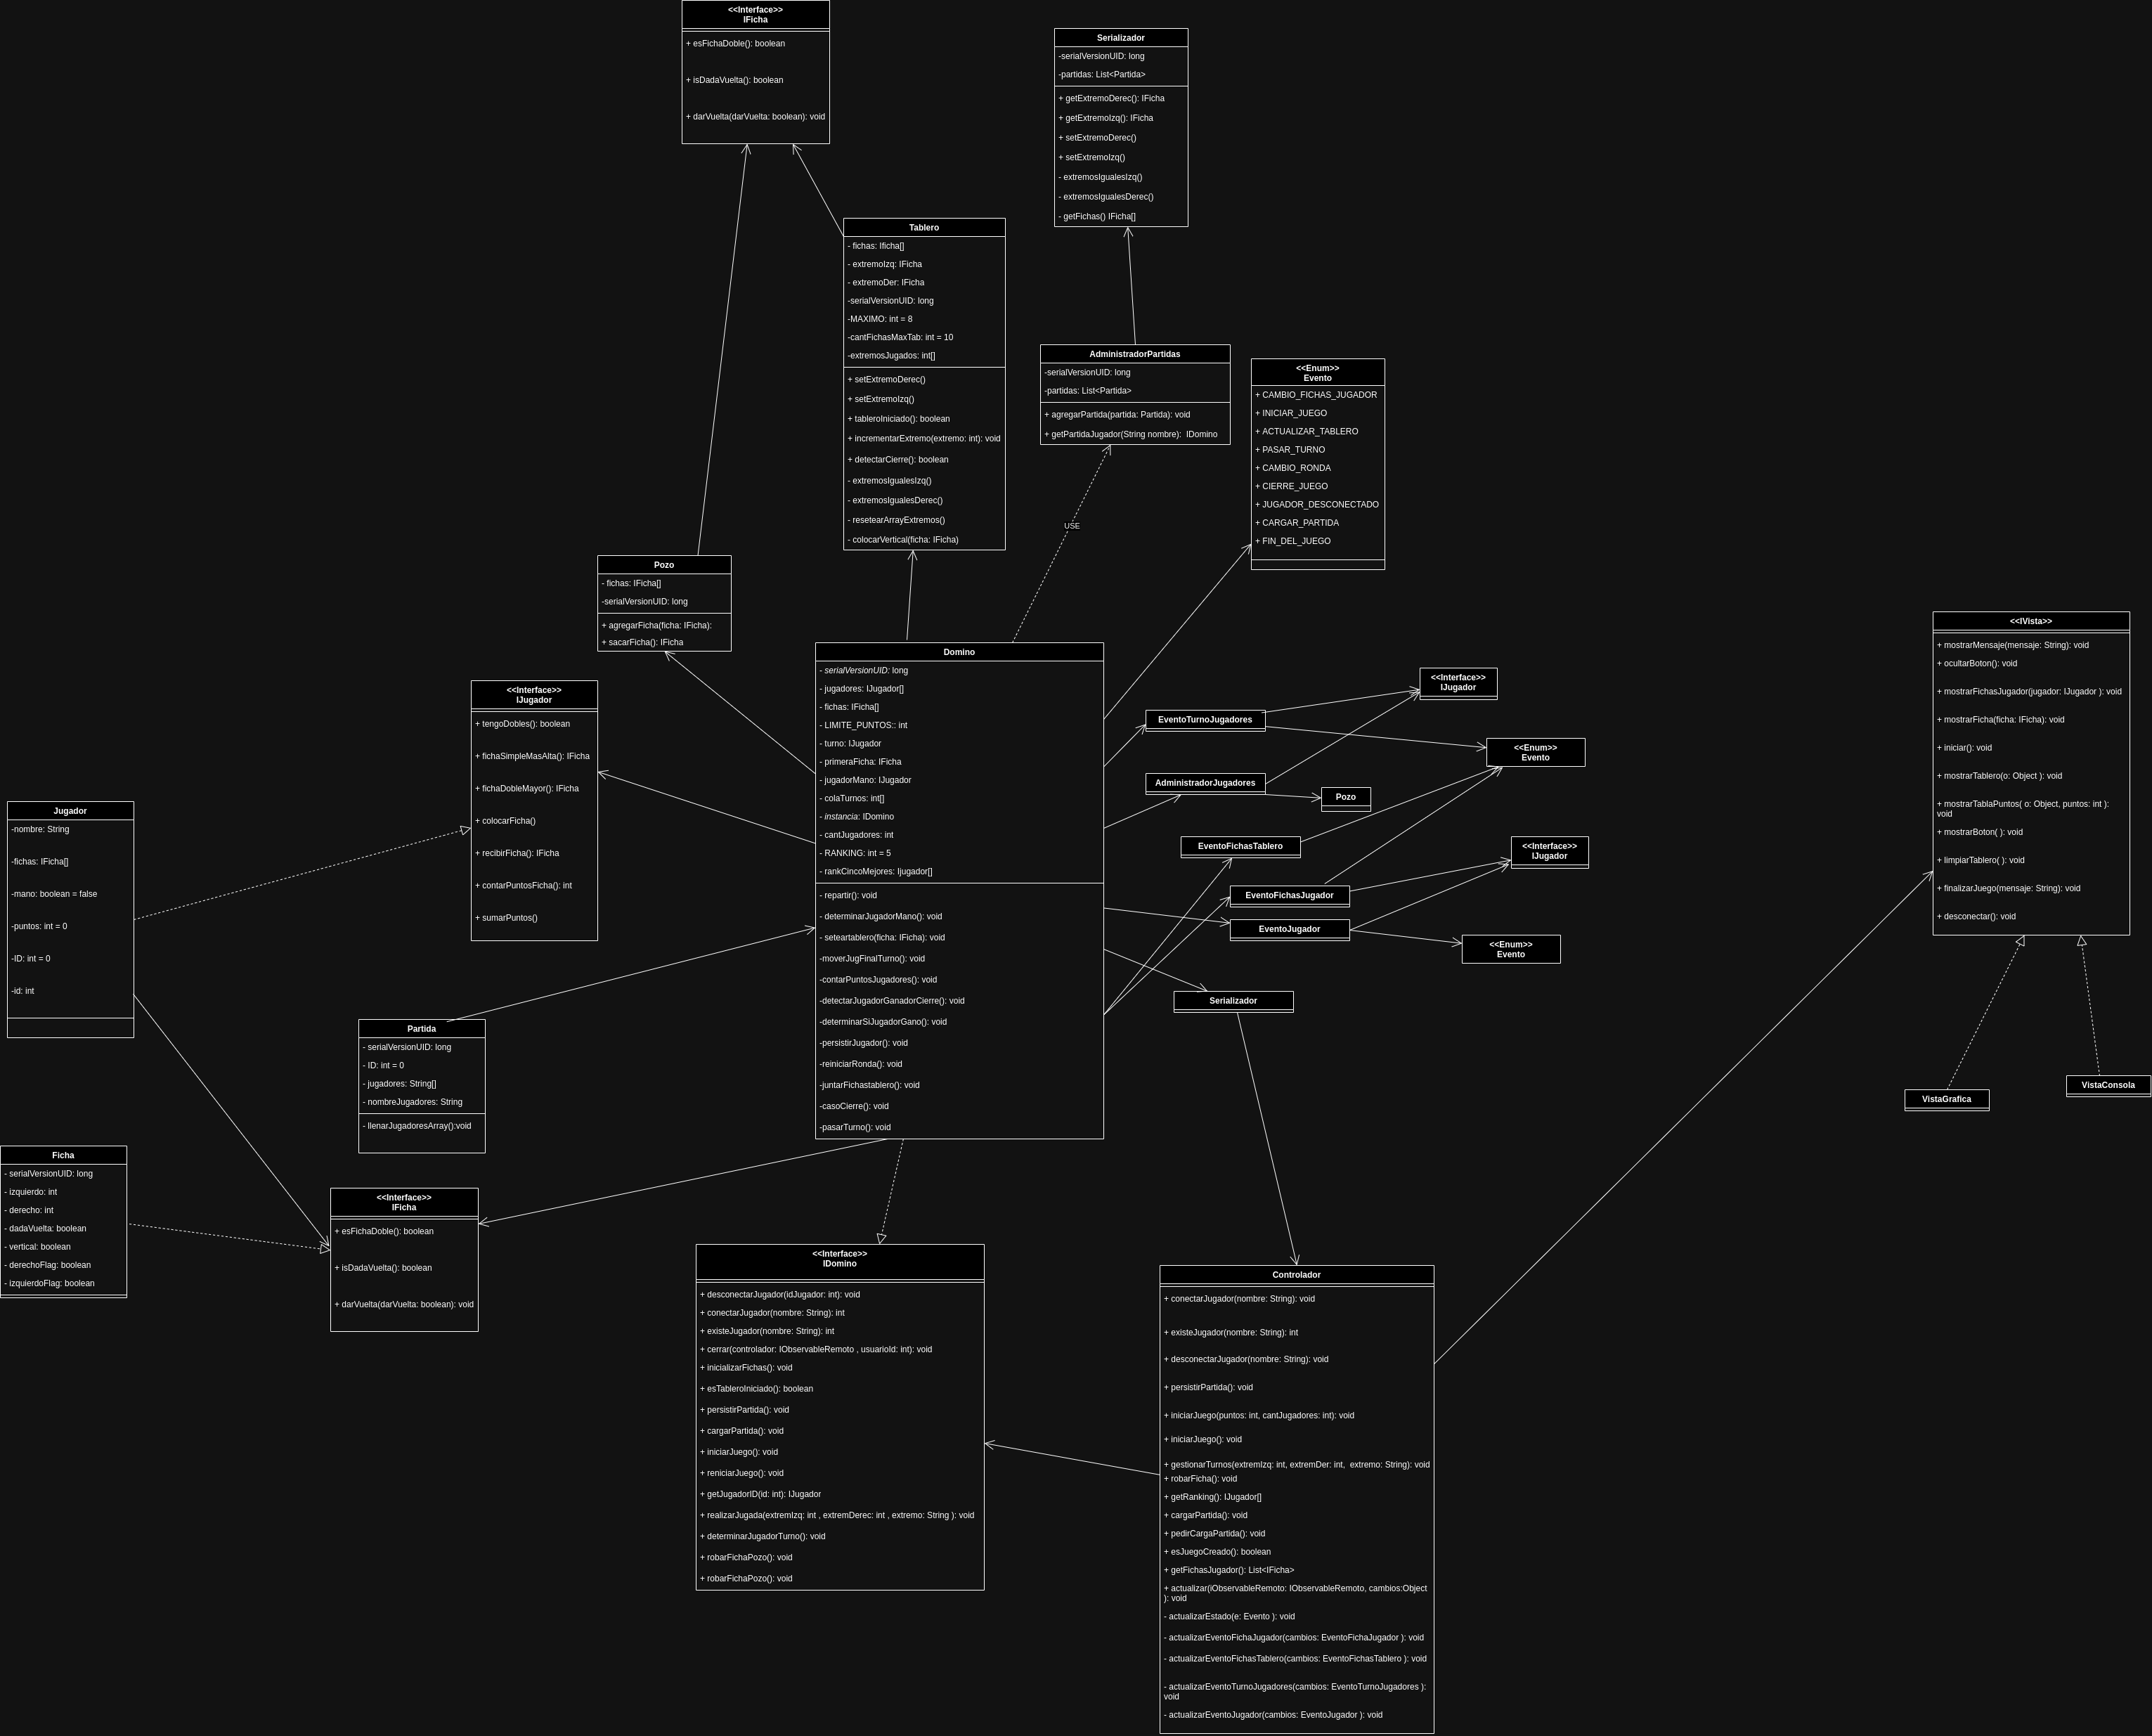 <<Interface>>
IFicha
+ esFichaDoble(): boolean
+ isDadaVuelta(): boolean
+ darVuelta(darVuelta: boolean): void
Serializador
-serialVersionUID: long
-partidas: List<Partida>
+ getExtremoDerec(): IFicha
+ getExtremoIzq(): IFicha
+ setExtremoDerec()
+ setExtremoIzq()
- extremosIgualesIzq()
- extremosIgualesDerec()
- getFichas() IFicha[]
Tablero
- fichas: Ificha[]
- extremoIzq: IFicha
- extremoDer: IFicha
-serialVersionUID: long
-MAXIMO: int = 8
-cantFichasMaxTab: int = 10
-extremosJugados: int[]
+ setExtremoDerec()
+ setExtremoIzq()
+ tableroIniciado(): boolean
+ incrementarExtremo(extremo: int): void
+ detectarCierre(): boolean
- extremosIgualesIzq()
- extremosIgualesDerec()
- resetearArrayExtremos()
- colocarVertical(ficha: IFicha)
AdministradorPartidas
-serialVersionUID: long
-partidas: List<Partida>
+ agregarPartida(partida: Partida): void
+ getPartidaJugador(String nombre):  IDomino
<<Enum>>
Evento
+ CAMBIO_FICHAS_JUGADOR
+ INICIAR_JUEGO
+ ACTUALIZAR_TABLERO
+ PASAR_TURNO
+ CAMBIO_RONDA
+ CIERRE_JUEGO
+ JUGADOR_DESCONECTADO
+ CARGAR_PARTIDA
+ FIN_DEL_JUEGO
USE
Pozo
- fichas: IFicha[]
-serialVersionUID: long
+ agregarFicha(ficha: IFicha):
+ sacarFicha(): IFicha
<<Interface>>
IJugador
+ tengoDobles(): boolean
+ fichaSimpleMasAlta(): IFicha
+ fichaDobleMayor(): IFicha
+ colocarFicha()
+ recibirFicha(): IFicha
+ contarPuntosFicha(): int
+ sumarPuntos()
Domino
- serialVersionUID: long
- jugadores: IJugador[]
- fichas: IFicha[]
- LIMITE_PUNTOS:: int
- turno: IJugador
- primeraFicha: IFicha
- jugadorMano: IJugador
- colaTurnos: int[]
- instancia: IDomino
- cantJugadores: int
- RANKING: int = 5
- rankCincoMejores: Ijugador[]
- repartir(): void
- determinarJugadorMano(): void
- seteartablero(ficha: IFicha): void
-moverJugFinalTurno(): void
-contarPuntosJugadores(): void
-detectarJugadorGanadorCierre(): void
-determinarSiJugadorGano(): void
-persistirJugador(): void
-reiniciarRonda(): void
-juntarFichastablero(): void
-casoCierre(): void
-pasarTurno(): void
EventoTurnoJugadores
<<Interface>>
IJugador
<<Enum>>
Evento
AdministradorJugadores
Pozo
EventoFichasTablero
<<Interface>>
IJugador
EventoFichasJugador
EventoJugador
<<Enum>>
Evento
Serializador
<<IVista>>
+ mostrarMensaje(mensaje: String): void
+ ocultarBoton(): void
+ mostrarFichasJugador(jugador: IJugador ): void
+ mostrarFicha(ficha: IFicha): void
+ iniciar(): void
+ mostrarTablero(o: Object ): void
+ mostrarTablaPuntos( o: Object, puntos: int ):
void
+ mostrarBoton( ): void
+ limpiarTablero( ): void
+ finalizarJuego(mensaje: String): void
+ desconectar(): void
VistaGrafica
VistaConsola
Jugador
-nombre: String
-fichas: IFicha[]
-mano: boolean = false
-puntos: int = 0
-ID: int = 0
-id: int
Partida
- serialVersionUID: long
- ID: int = 0
- jugadores: String[]
- nombreJugadores: String
- llenarJugadoresArray():void
Ficha
- serialVersionUID: long
- izquierdo: int
- derecho: int
- dadaVuelta: boolean
- vertical: boolean
- derechoFlag: boolean
- izquierdoFlag: boolean
<<Interface>>
IFicha
+ esFichaDoble(): boolean
+ isDadaVuelta(): boolean
+ darVuelta(darVuelta: boolean): void
<<Interface>>
IDomino
+ desconectarJugador(idJugador: int): void
+ conectarJugador(nombre: String): int
+ existeJugador(nombre: String): int
+ cerrar(controlador: IObservableRemoto , usuarioId: int): void
+ inicializarFichas(): void
+ esTableroIniciado(): boolean
+ persistirPartida(): void
+ cargarPartida(): void
+ iniciarJuego(): void
+ reniciarJuego(): void
+ getJugadorID(id: int): IJugador
+ realizarJugada(extremIzq: int , extremDerec: int , extremo: String ): void
+ determinarJugadorTurno(): void
+ robarFichaPozo(): void
+ robarFichaPozo(): void
Controlador
+ conectarJugador(nombre: String): void
+ existeJugador(nombre: String): int
+ desconectarJugador(nombre: String): void
+ persistirPartida(): void
+ iniciarJuego(puntos: int, cantJugadores: int): void
+ iniciarJuego(): void
+ gestionarTurnos(extremIzq: int, extremDer: int,  extremo: String): void
+ robarFicha(): void
+ getRanking(): IJugador[]
+ cargarPartida(): void
+ pedirCargaPartida(): void
+ esJuegoCreado(): boolean
+ getFichasJugador(): List<IFicha>
+ actualizar(iObservableRemoto: IObservableRemoto, cambios:Object
): void
- actualizarEstado(e: Evento ): void
- actualizarEventoFichaJugador(cambios: EventoFichaJugador ): void
- actualizarEventoFichasTablero(cambios: EventoFichasTablero ): void
- actualizarEventoTurnoJugadores(cambios: EventoTurnoJugadores ):
void
- actualizarEventoJugador(cambios: EventoJugador ): void